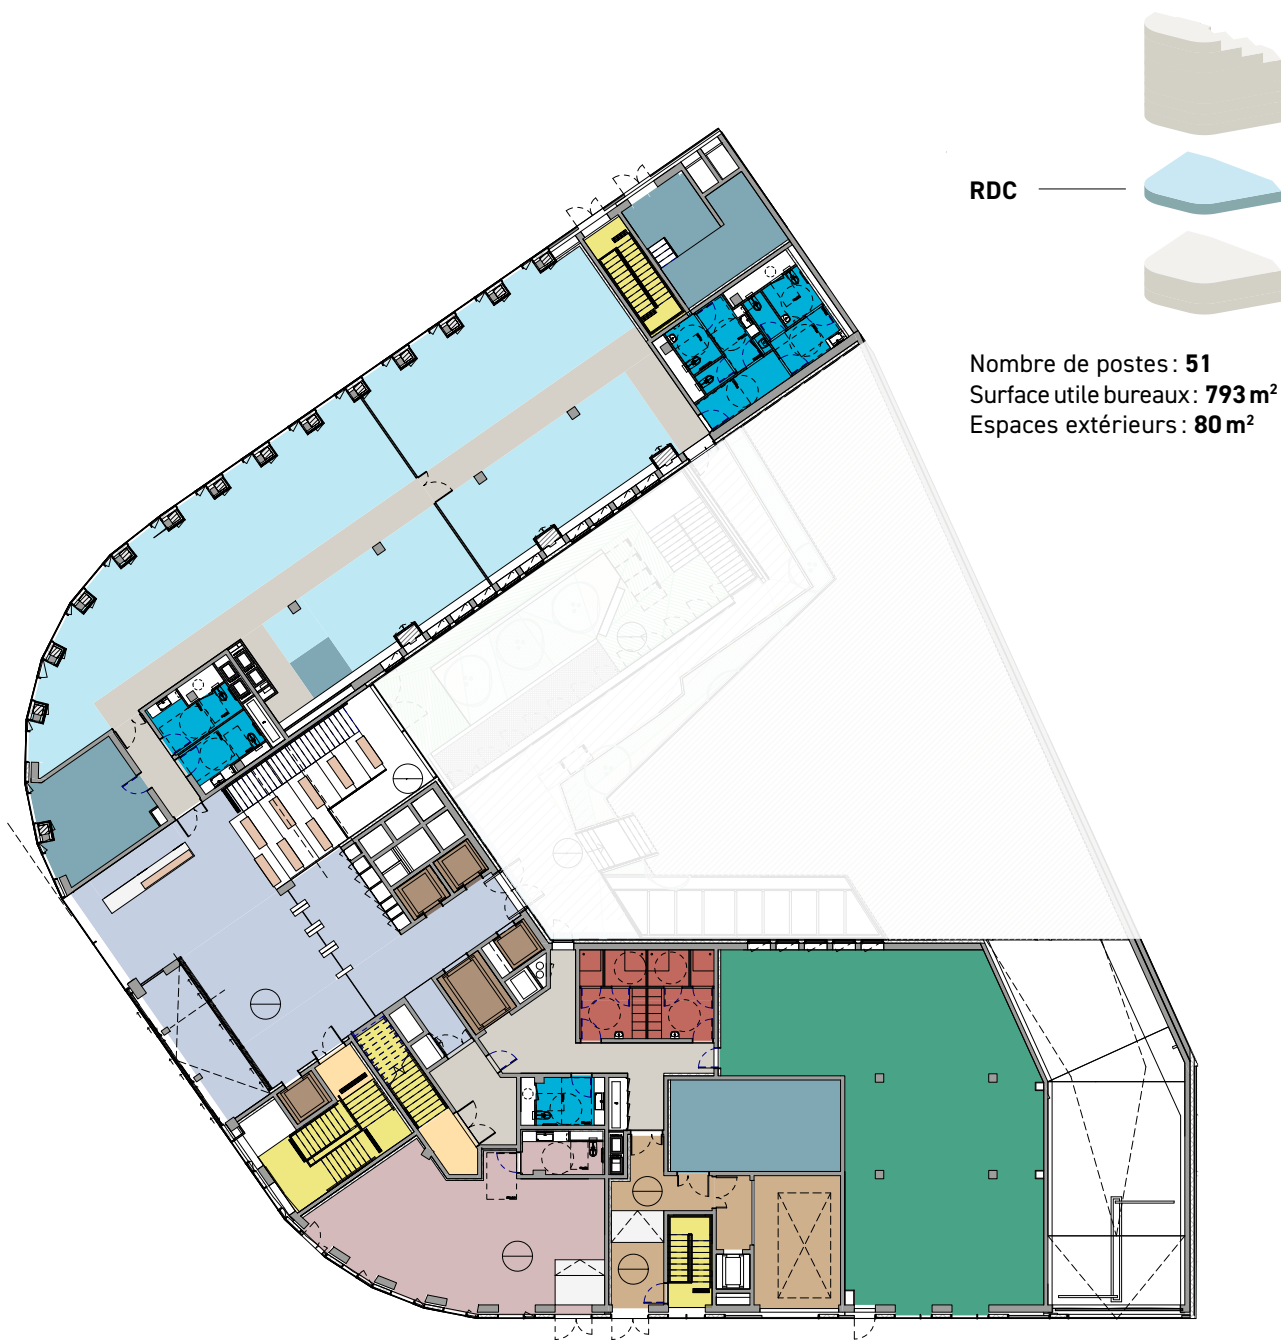 RDC
Nombre de postes : 51
Surface utile bureaux : 793 m²
Espaces extérieurs : 80 m²